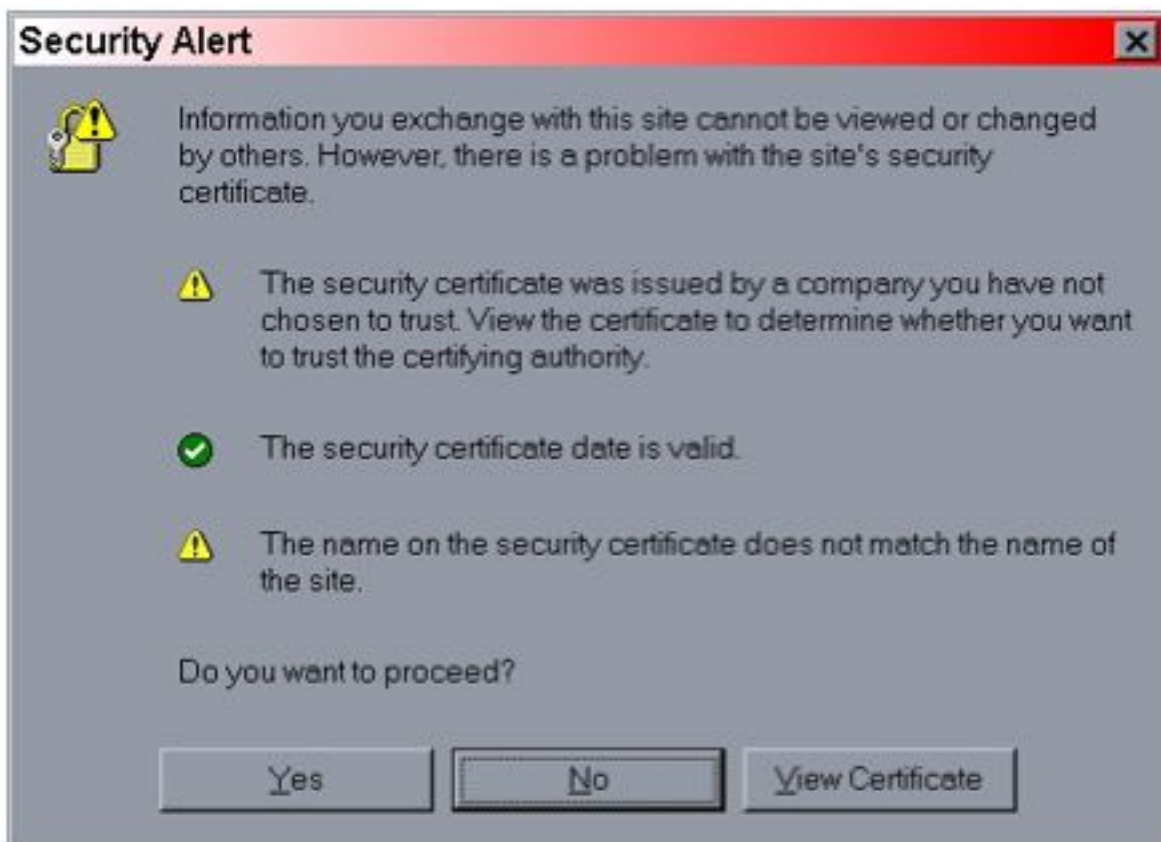 Security Alert
Information you exchange with this site cannot be viewed or changed
by others. However, there is a problem with the site's security
certificate.
The security certificate was issued by a company you have not
chosen to trust. View the certificate to determine whether you want
to trust the certifying authority.
The security certificate date is valid.
The name on the security certificate does not match the name of
the site.
Do you want to proceed?
Yes
No
View Certificate